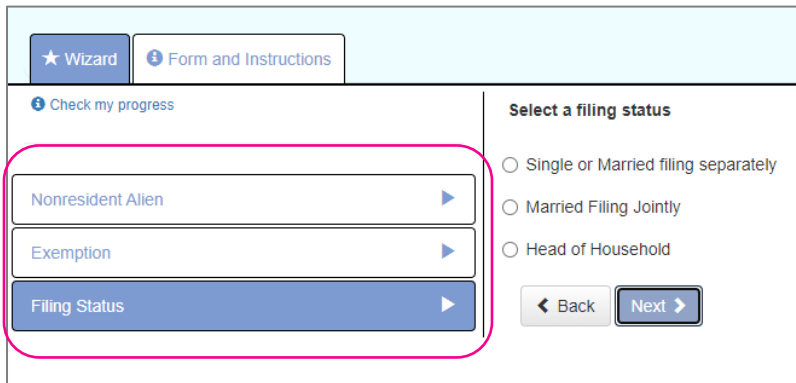 Wizard
Form and Instructions
Check my progress
Nonresident Alien
Exemption
Filing Status
Select a filing status
Single or Married filing separately
Married Filing Jointly
Head of Household
Back
Next